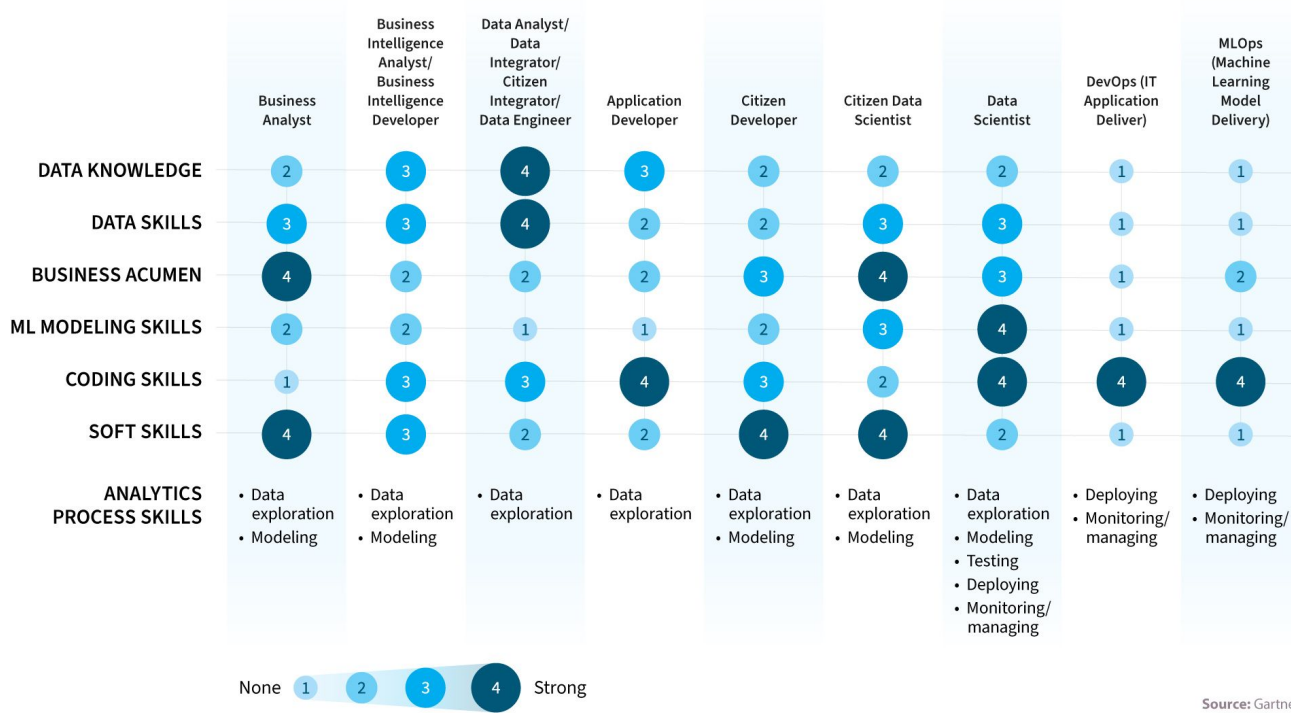 Business
Analyst
Business
Intelligence
Analyst/
Business
Intelligence
Developer
Data Analyst/
Data
Integrator/
Citizen
Integrator/
Data Engineer
Application
Developer
Citizen
Developer
Citizen Data
Scientist
Data
Scientist
DevOps (IT
Application
Deliver)
MLOps
(Machine
Learning
Model
Delivery)
DATA KNOWLEDGE 2 3 4 3 2 2 2 1 1
DATA SKILLS 3 3 4 2 2 3 3 1 1
BUSINESS ACUMEN 4 2 2 2 3 4 3 1 2
ML MODELING SKILLS 2 2 1 1 2 3 4 1 1
CODING SKILLS 1 3 3 4 3 2 4 4 4
SOFT SKILLS 4 3 2 2 4 4 2 1 1
ANALYTICS
PROCESS SKILLS
• Data
exploration
• Modeling
• Data
exploration
• Modeling
• Data
exploration
• Data
exploration
• Data
exploration
• Modeling
• Data
exploration
• Modeling
• Data
exploration
• Modeling
• Testing
• Deploying
• Monitoring/
managing
• Deploying
• Monitoring/
managing
• Deploying
• Monitoring/
managing
None 1 2 3 4 Strong
Source: Gartne